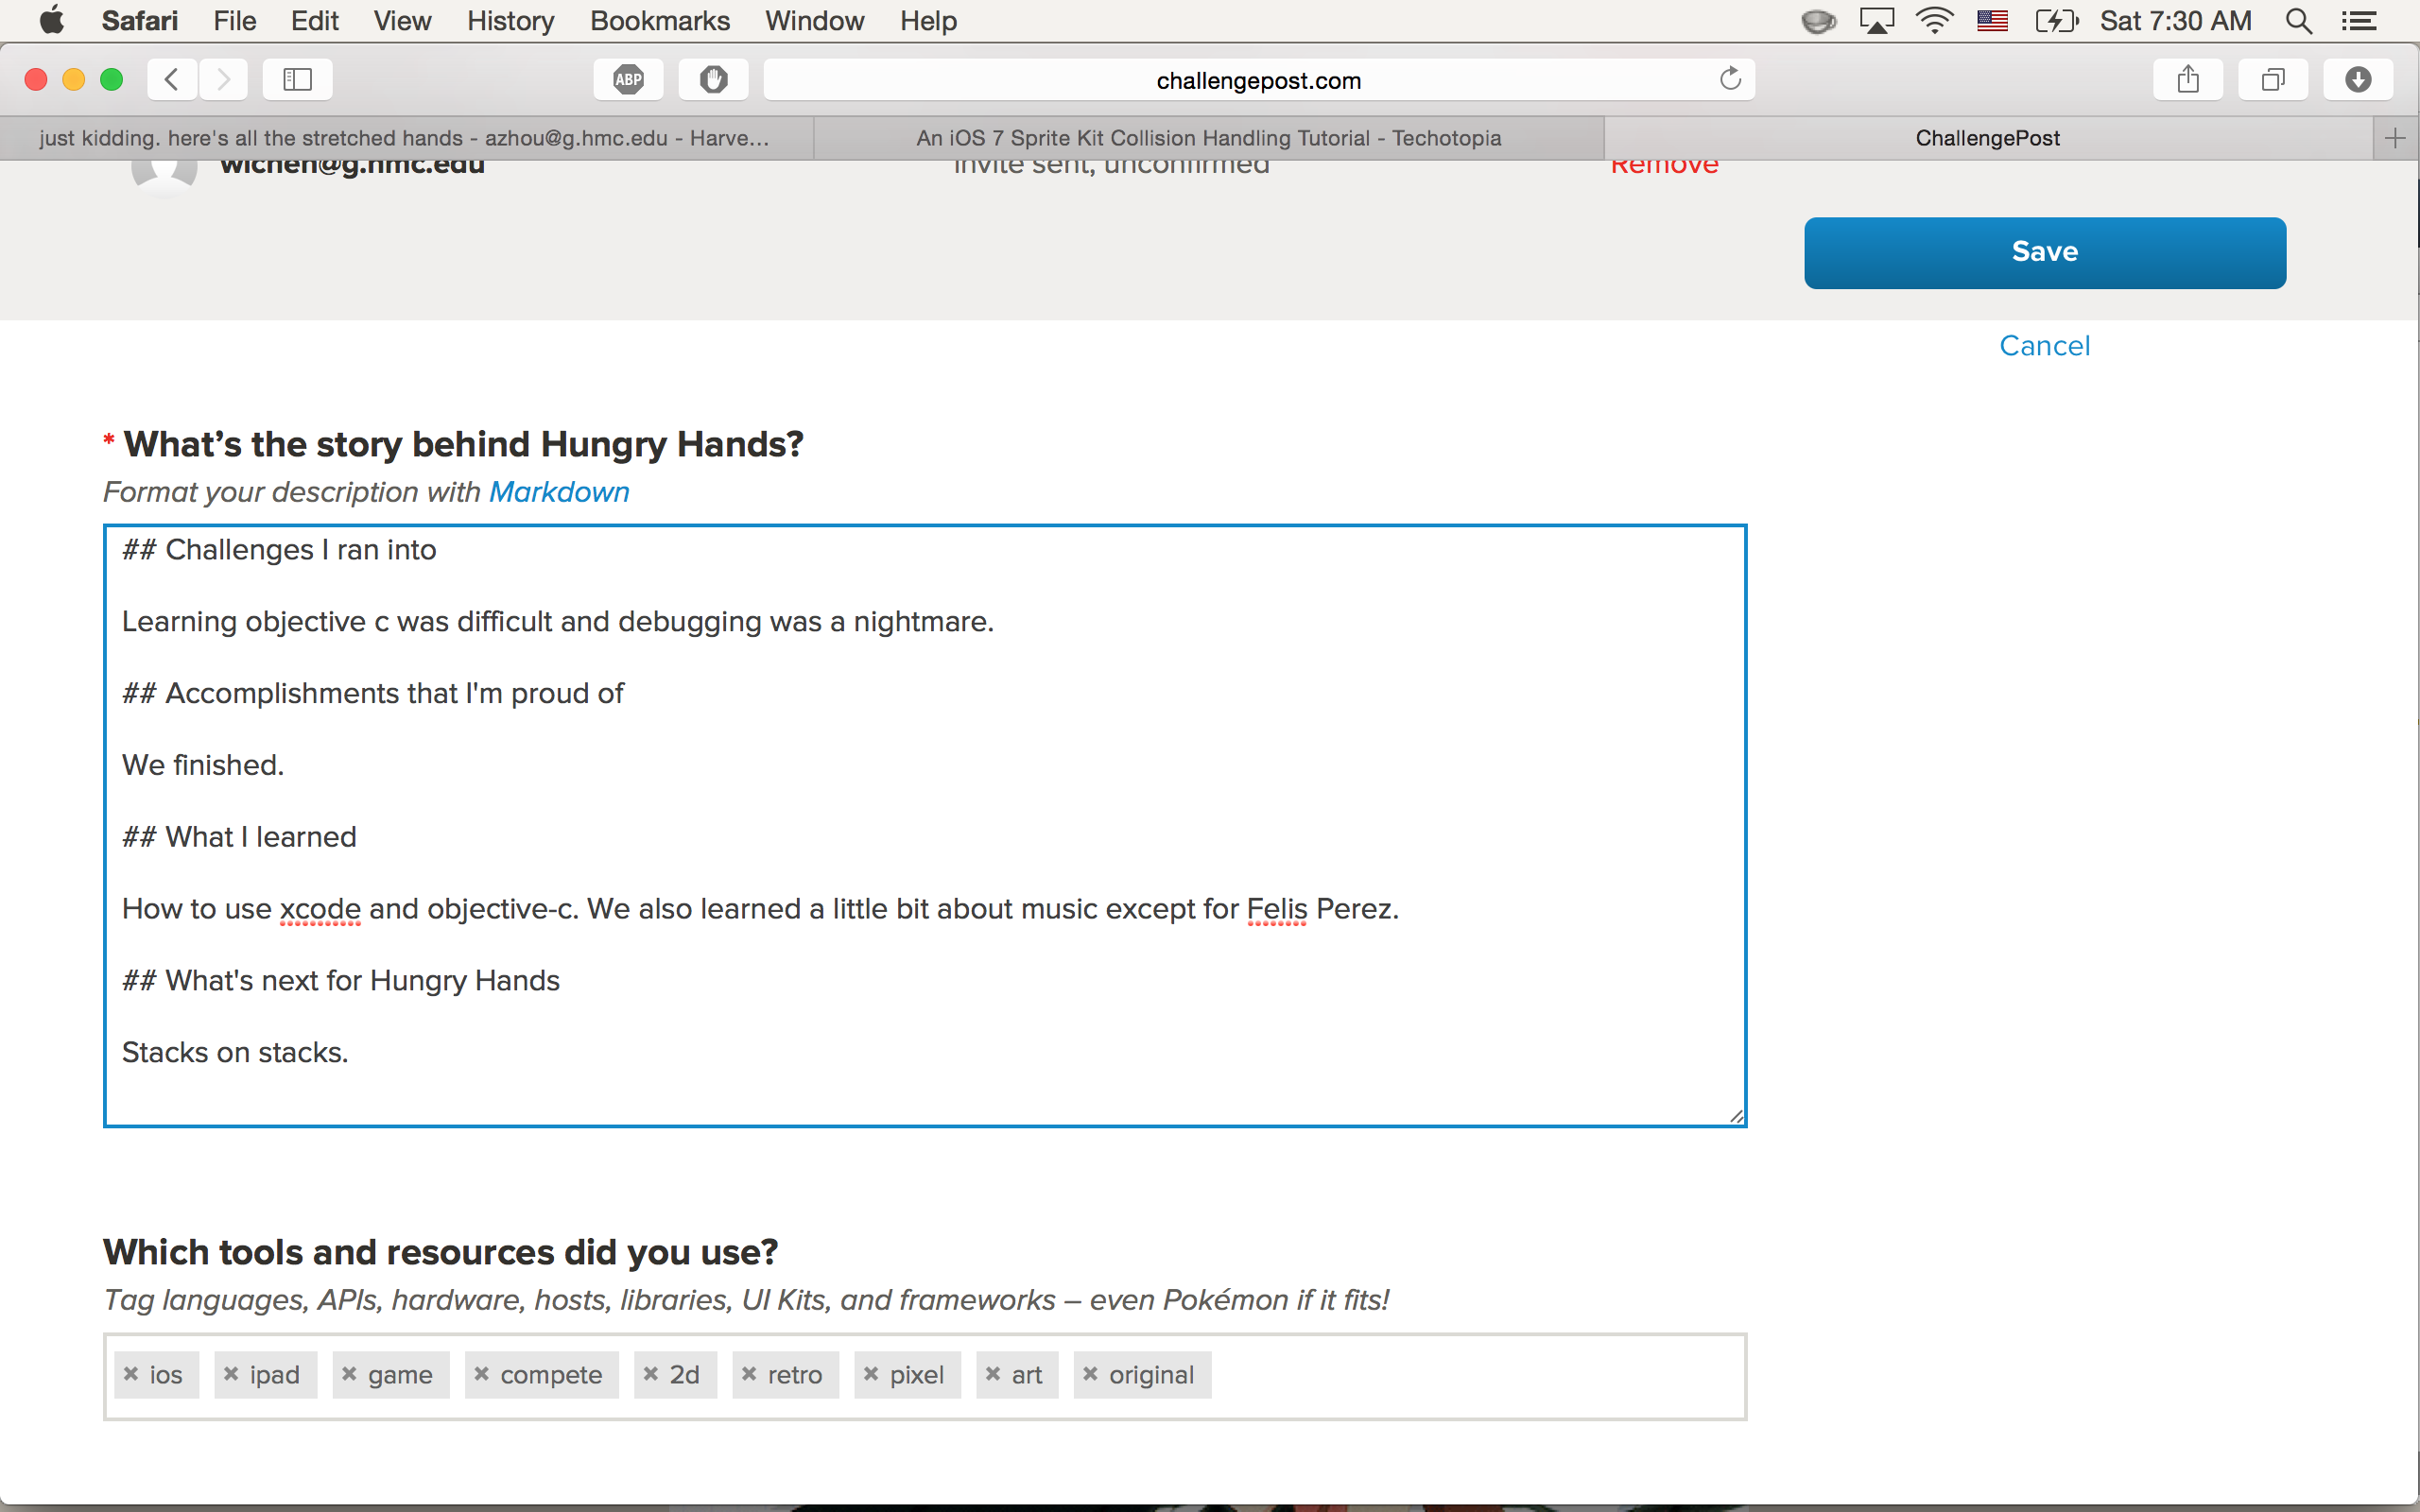 Safari File Edit View History Bookmarks Window Help Sat 7:30 AM
ABP challengepost.com
just kidding. here's all the stretched hands - azhou@g.hmc.edu - Harve... An iOS 7 Sprite Kit Collision Handling Tutorial - Techotopia ChallengePost
wichen@g.hmc.edu Invite sent, unconfirmed Remove
Save
Cancel
* What’s the story behind Hungry Hands?
Format your description with Markdown
## Challenges I ran into
Learning objective c was difficult and debugging was a nightmare.
## Accomplishments that I'm proud of
We finished.
## What I learned
How to use xcode and objective-c. We also learned a little bit about music except for Felis Perez.
## What's next for Hungry Hands
Stacks on stacks.
Which tools and resources did you use?
Tag languages, APIs, hardware, hosts, libraries, UI Kits, and frameworks – even Pokémon if it fits!
× ios × ipad × game × compete × 2d × retro × pixel × art × original